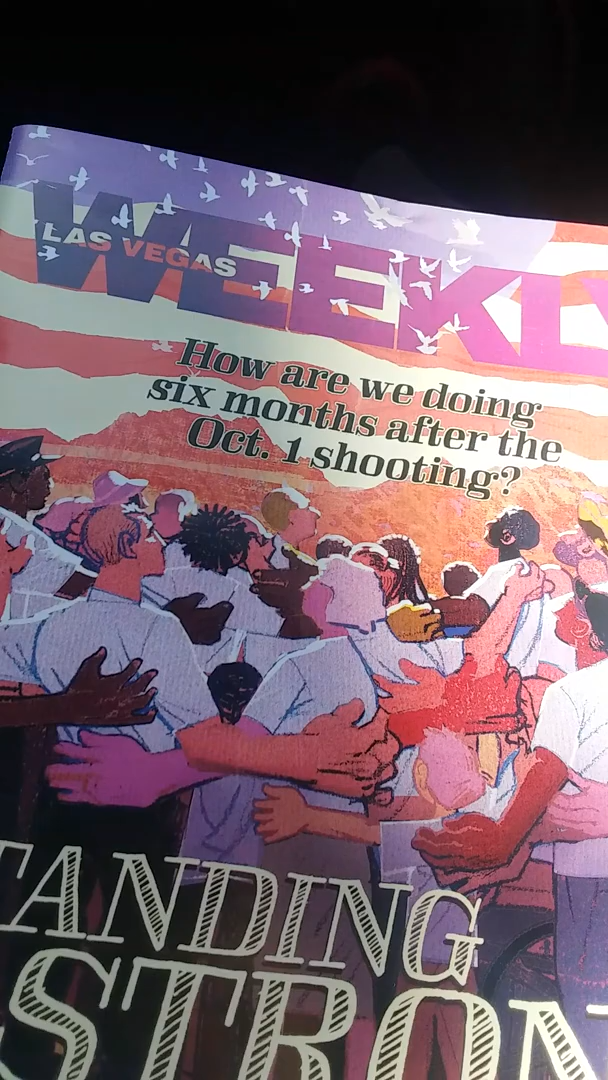 LAS VEGAS
WEEKLY
How are we doing
six months after the
Oct. 1 shooting?
TANDING
STRON